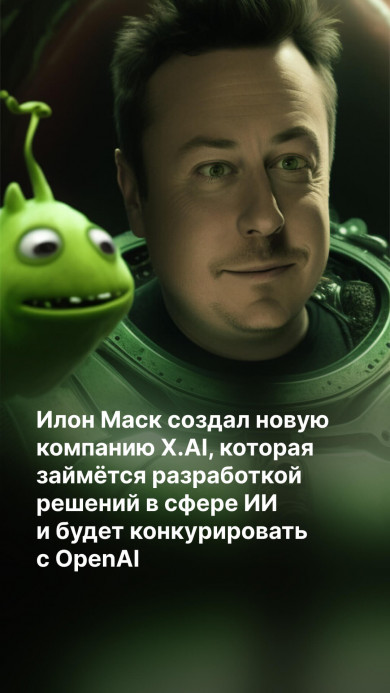 Илон Маск создал новую
компанию X.AI, которая
займётся разработкой
решений в сфере ИИ
и будет конкурировать
с OpenAI